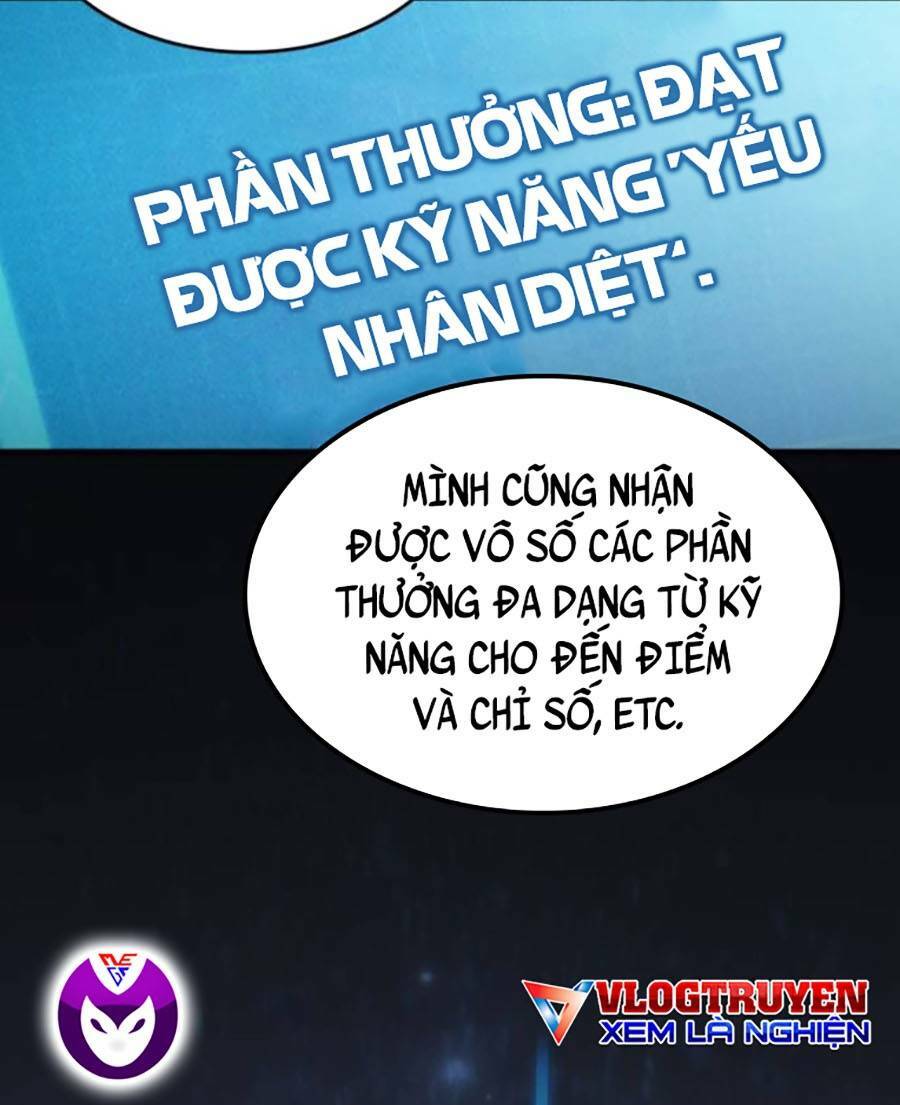 PHẦN THƯỞNG: ĐẠT
ĐƯỢC KỸ NĂNG 'YẾU
NHÂN DIỆT'.
MÌNH CŨNG NHẬN
ĐƯỢC VÔ SỐ CÁC PHẦN
THƯỞNG ĐA DẠNG TỪ KỸ
NĂNG CHO ĐẾN ĐIỂM
VÀ CHỈ SỐ, ETC.
VLOGTRUYEN
XEM LÀ NGHIỆN